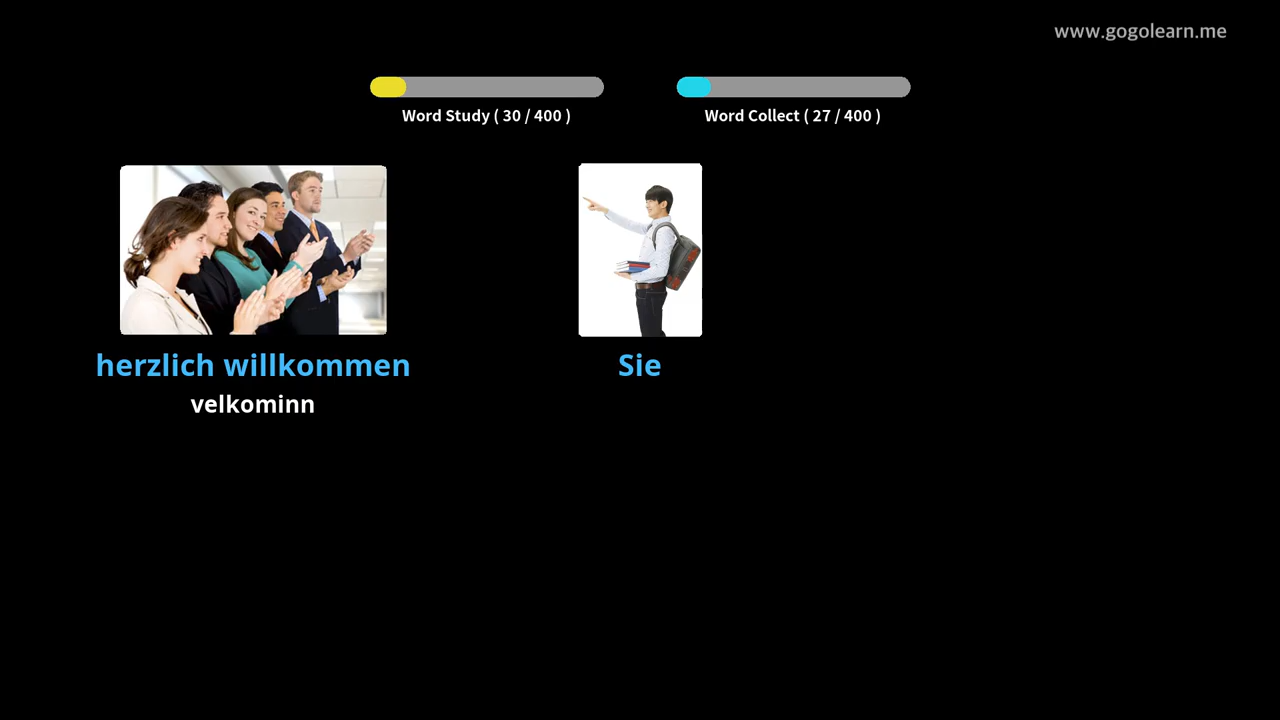 www.gogolearn.me
Word Study ( 30 / 400 )
Word Collect ( 27 / 400 )
herzlich willkommen
velkominn
Sie